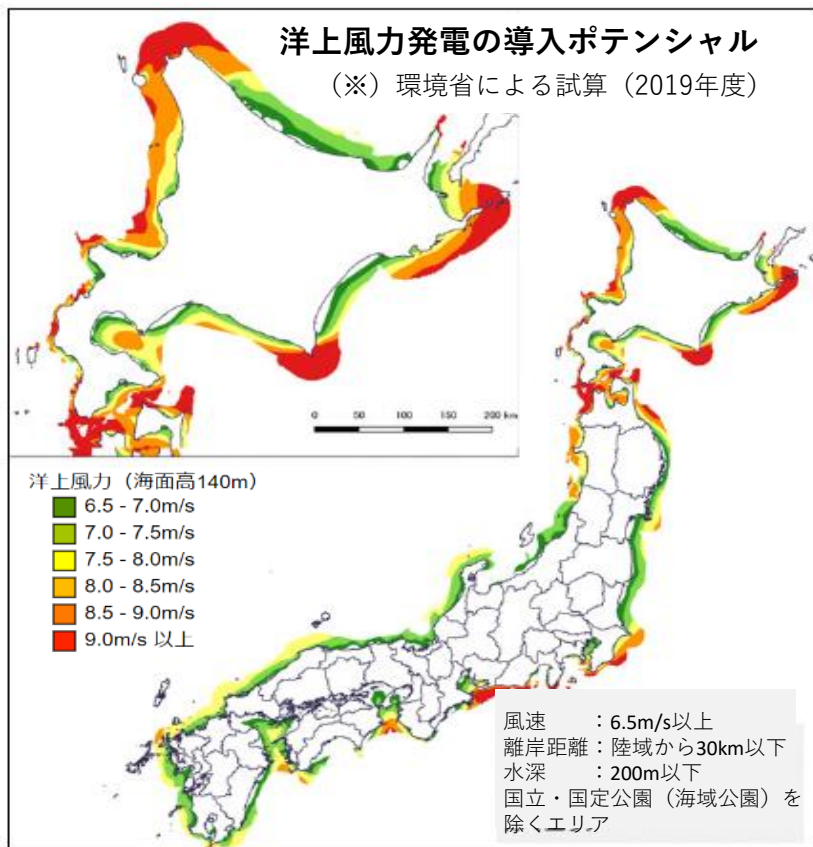 洋上風力発電の導入ポテンシャル
（※）環境省による試算（2019年度）
0 50 100 150 200 km
洋上風力（海面高140m）
6.5 - 7.0m/s
7.0 - 7.5m/s
7.5 - 8.0m/s
8.0 - 8.5m/s
8.5 - 9.0m/s
9.0m/s 以上
風速　　：6.5m/s以上
離岸距離：陸域から30km以下
水深　　：200m以下
国立・国定公園（海域公園）を
除くエリア